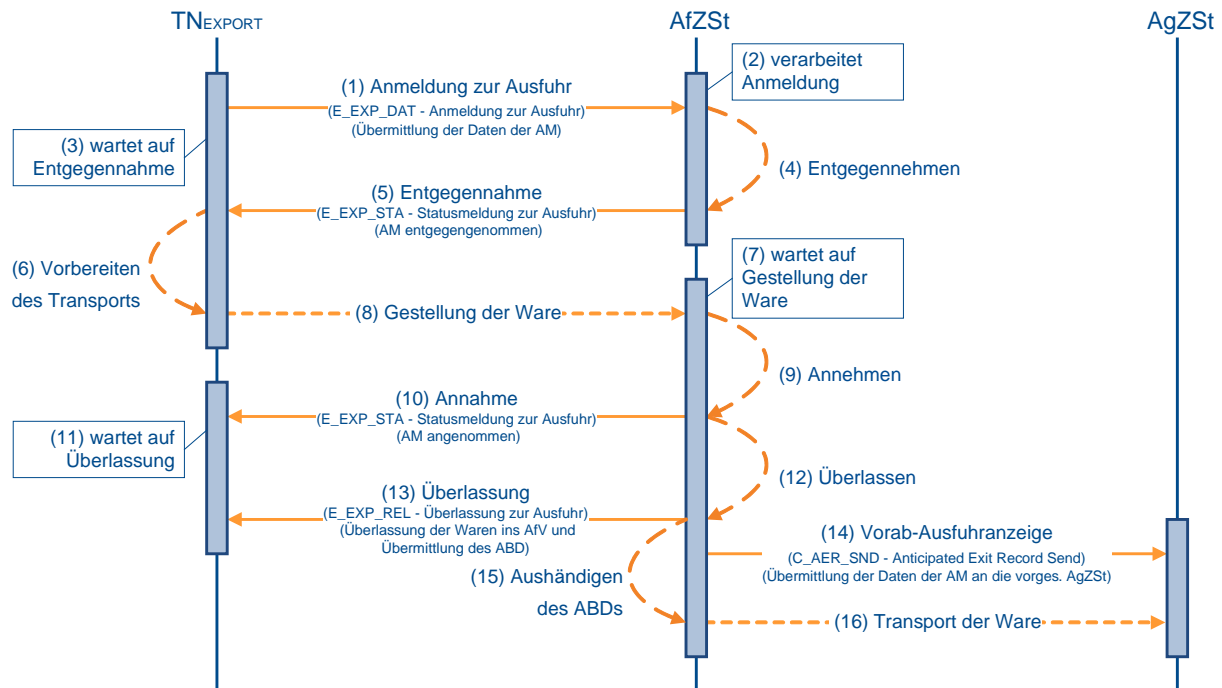 TNEXPORT
AfZSt
AgZSt
(1) Anmeldung zur Ausfuhr
(E_EXP_DAT - Anmeldung zur Ausfuhr)
(Übermittlung der Daten der AM)
(2) verarbeitet
Anmeldung
(3) wartet auf
Entgegennahme
(4) Entgegennehmen
(5) Entgegennahme
(E_EXP_STA - Statusmeldung zur Ausfuhr)
(AM entgegengenommen)
(6) Vorbereiten
des Transports
(7) wartet auf
Gestellung der
Ware
(8) Gestellung der Ware
(9) Annehmen
(10) Annahme
(E_EXP_STA - Statusmeldung zur Ausfuhr)
(AM angenommen)
(11) wartet auf
Überlassung
(12) Überlassen
(13) Überlassung
(E_EXP_REL - Überlassung zur Ausfuhr)
(Überlassung der Waren ins AfV und
Übermittlung des ABD)
(14) Vorab-Ausfuhranzeige
(C_AER_SND - Anticipated Exit Record Send)
(Übermittlung der Daten der AM an die vorges. AgZSt)
(15) Aushändigen
des ABDs
(16) Transport der Ware